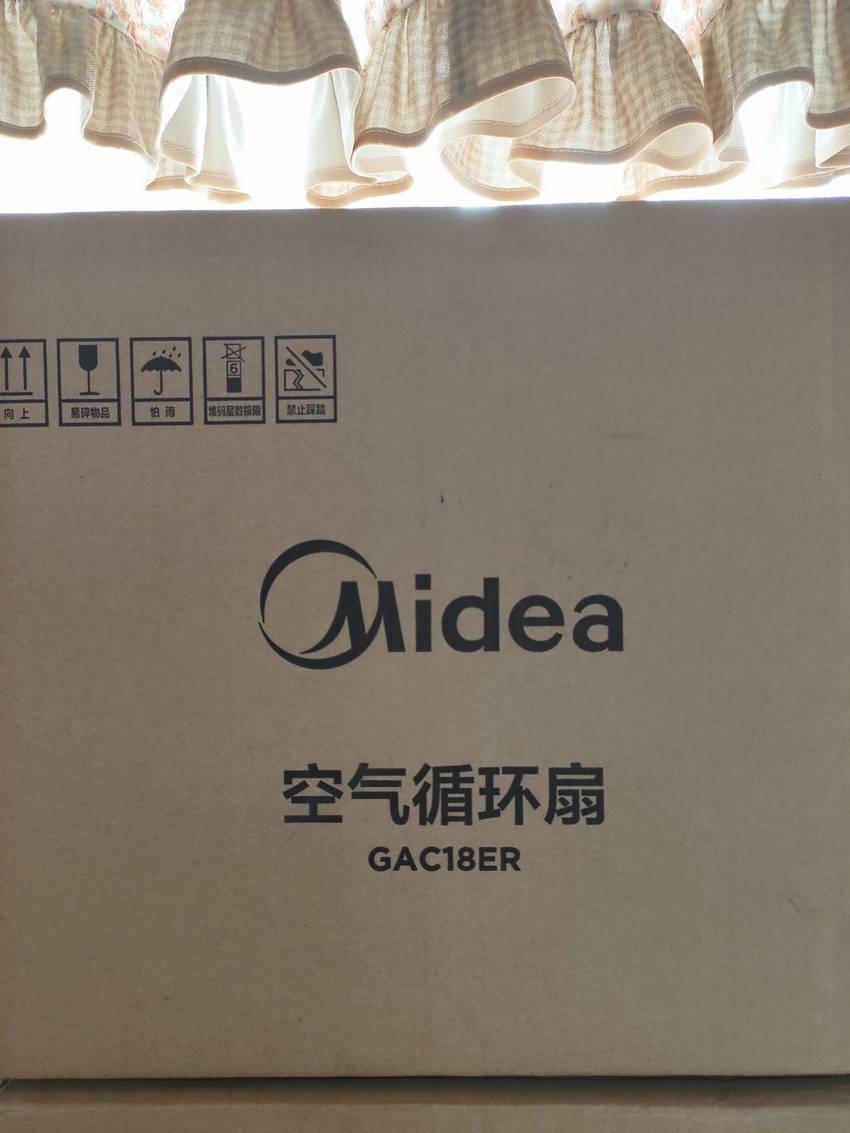 向上
易碎物品
怕雨
6
堆码层数极限
禁止踩踏
Midea
空气循环扇
GAC18ER